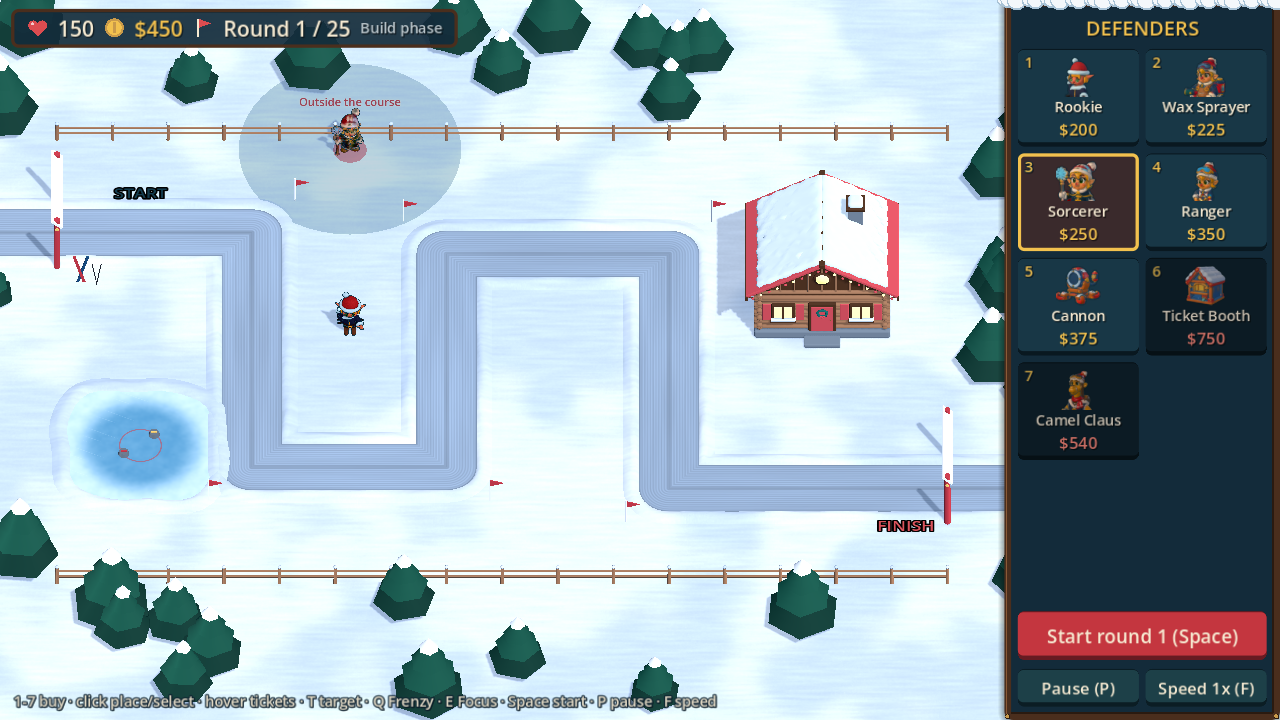 150 $450 Round 1 / 25 Build phase
Outside the course
START
FINISH
DEFENDERS
1 Rookie $200
2 Wax Sprayer $225
3 Sorcerer $250
4 Ranger $350
5 Cannon $375
6 Ticket Booth $750
7 Camel Claus $540
Start round 1 (Space)
Pause (P) Speed 1x (F)
1-7 buy · click place/select · hover tickets · T target · Q Frenzy · E Focus · Space start · P pause · F speed